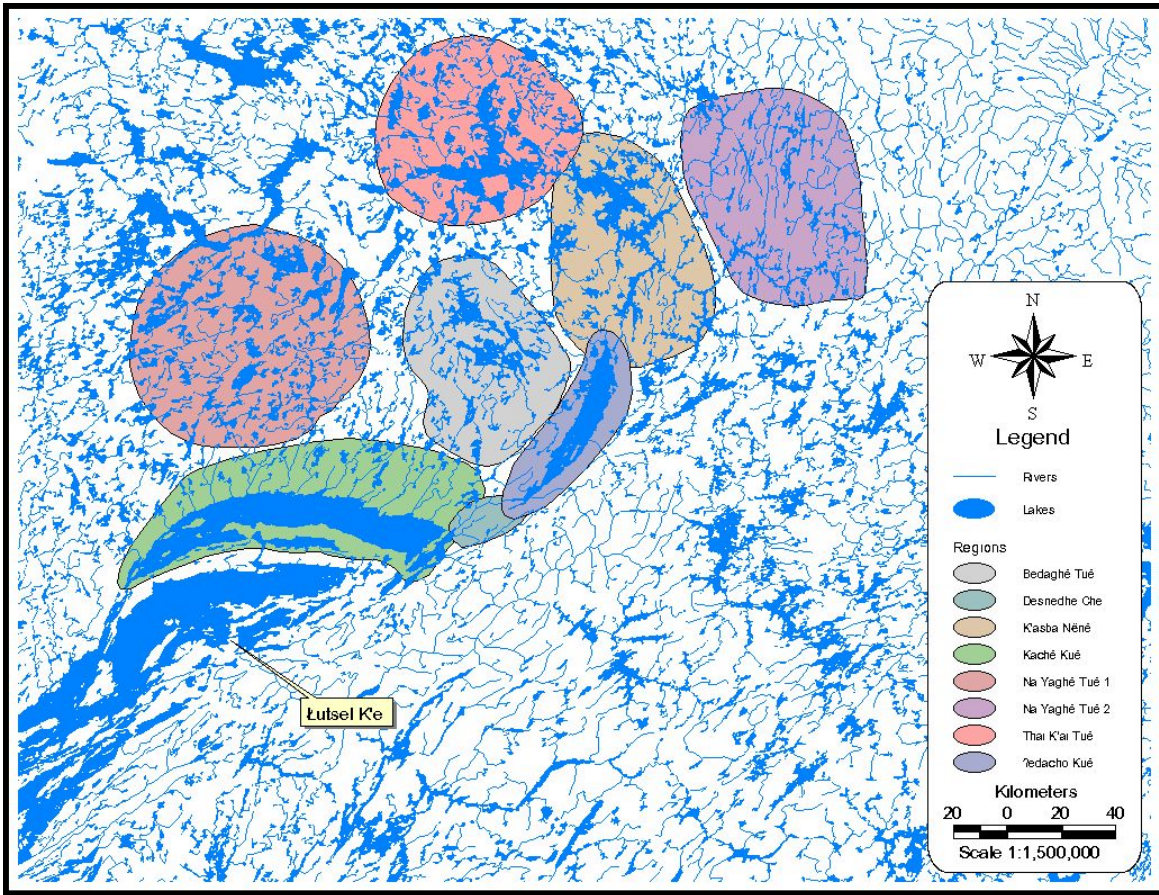 Łutsel K'e
N
W E
S
Legend
Rivers
Lakes
Regions
Bedaghé Tué
Desnedhe Che
K'asba Nëné
Kaché Kué
Na Yaghé Tué 1
Na Yaghé Tué 2
Thai K'ai Tué
?edacho Kué
Kilometers
20 0 20 40
Scale 1:1,500,000